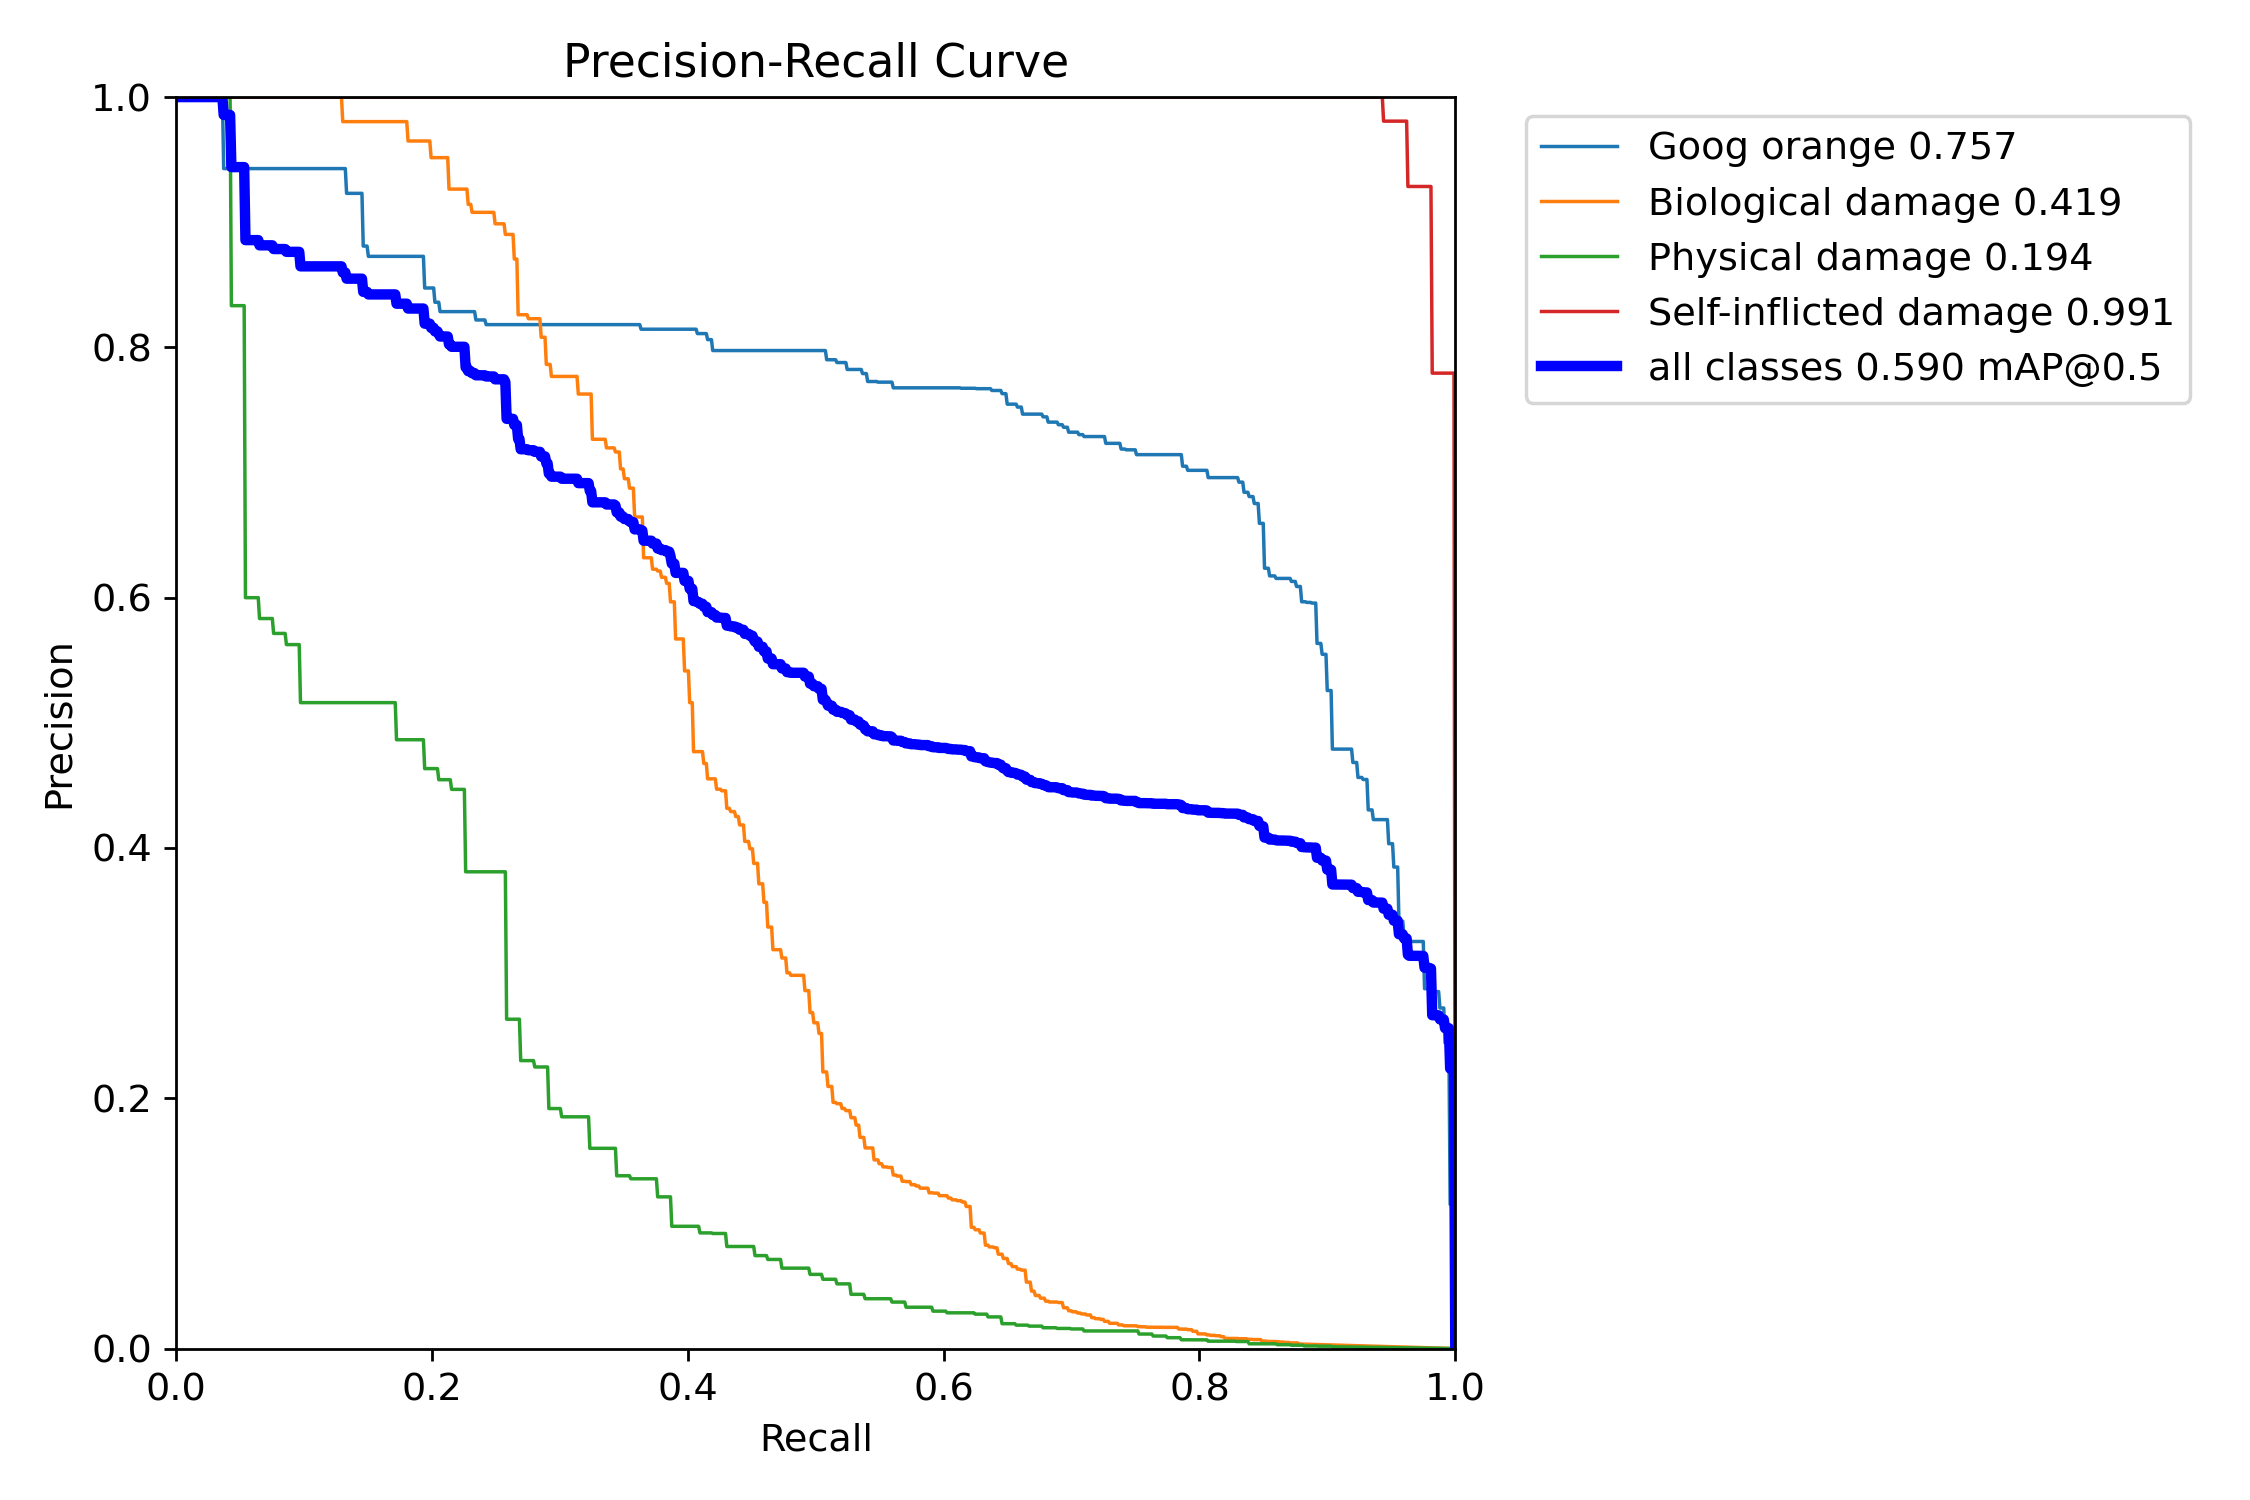 Precision-Recall Curve
1.0
0.8
0.6
0.4
0.2
0.0
Precision
0.0 0.2 0.4 0.6 0.8 1.0
Recall
Goog orange 0.757
Biological damage 0.419
Physical damage 0.194
Self-inflicted damage 0.991
all classes 0.590 mAP@0.5